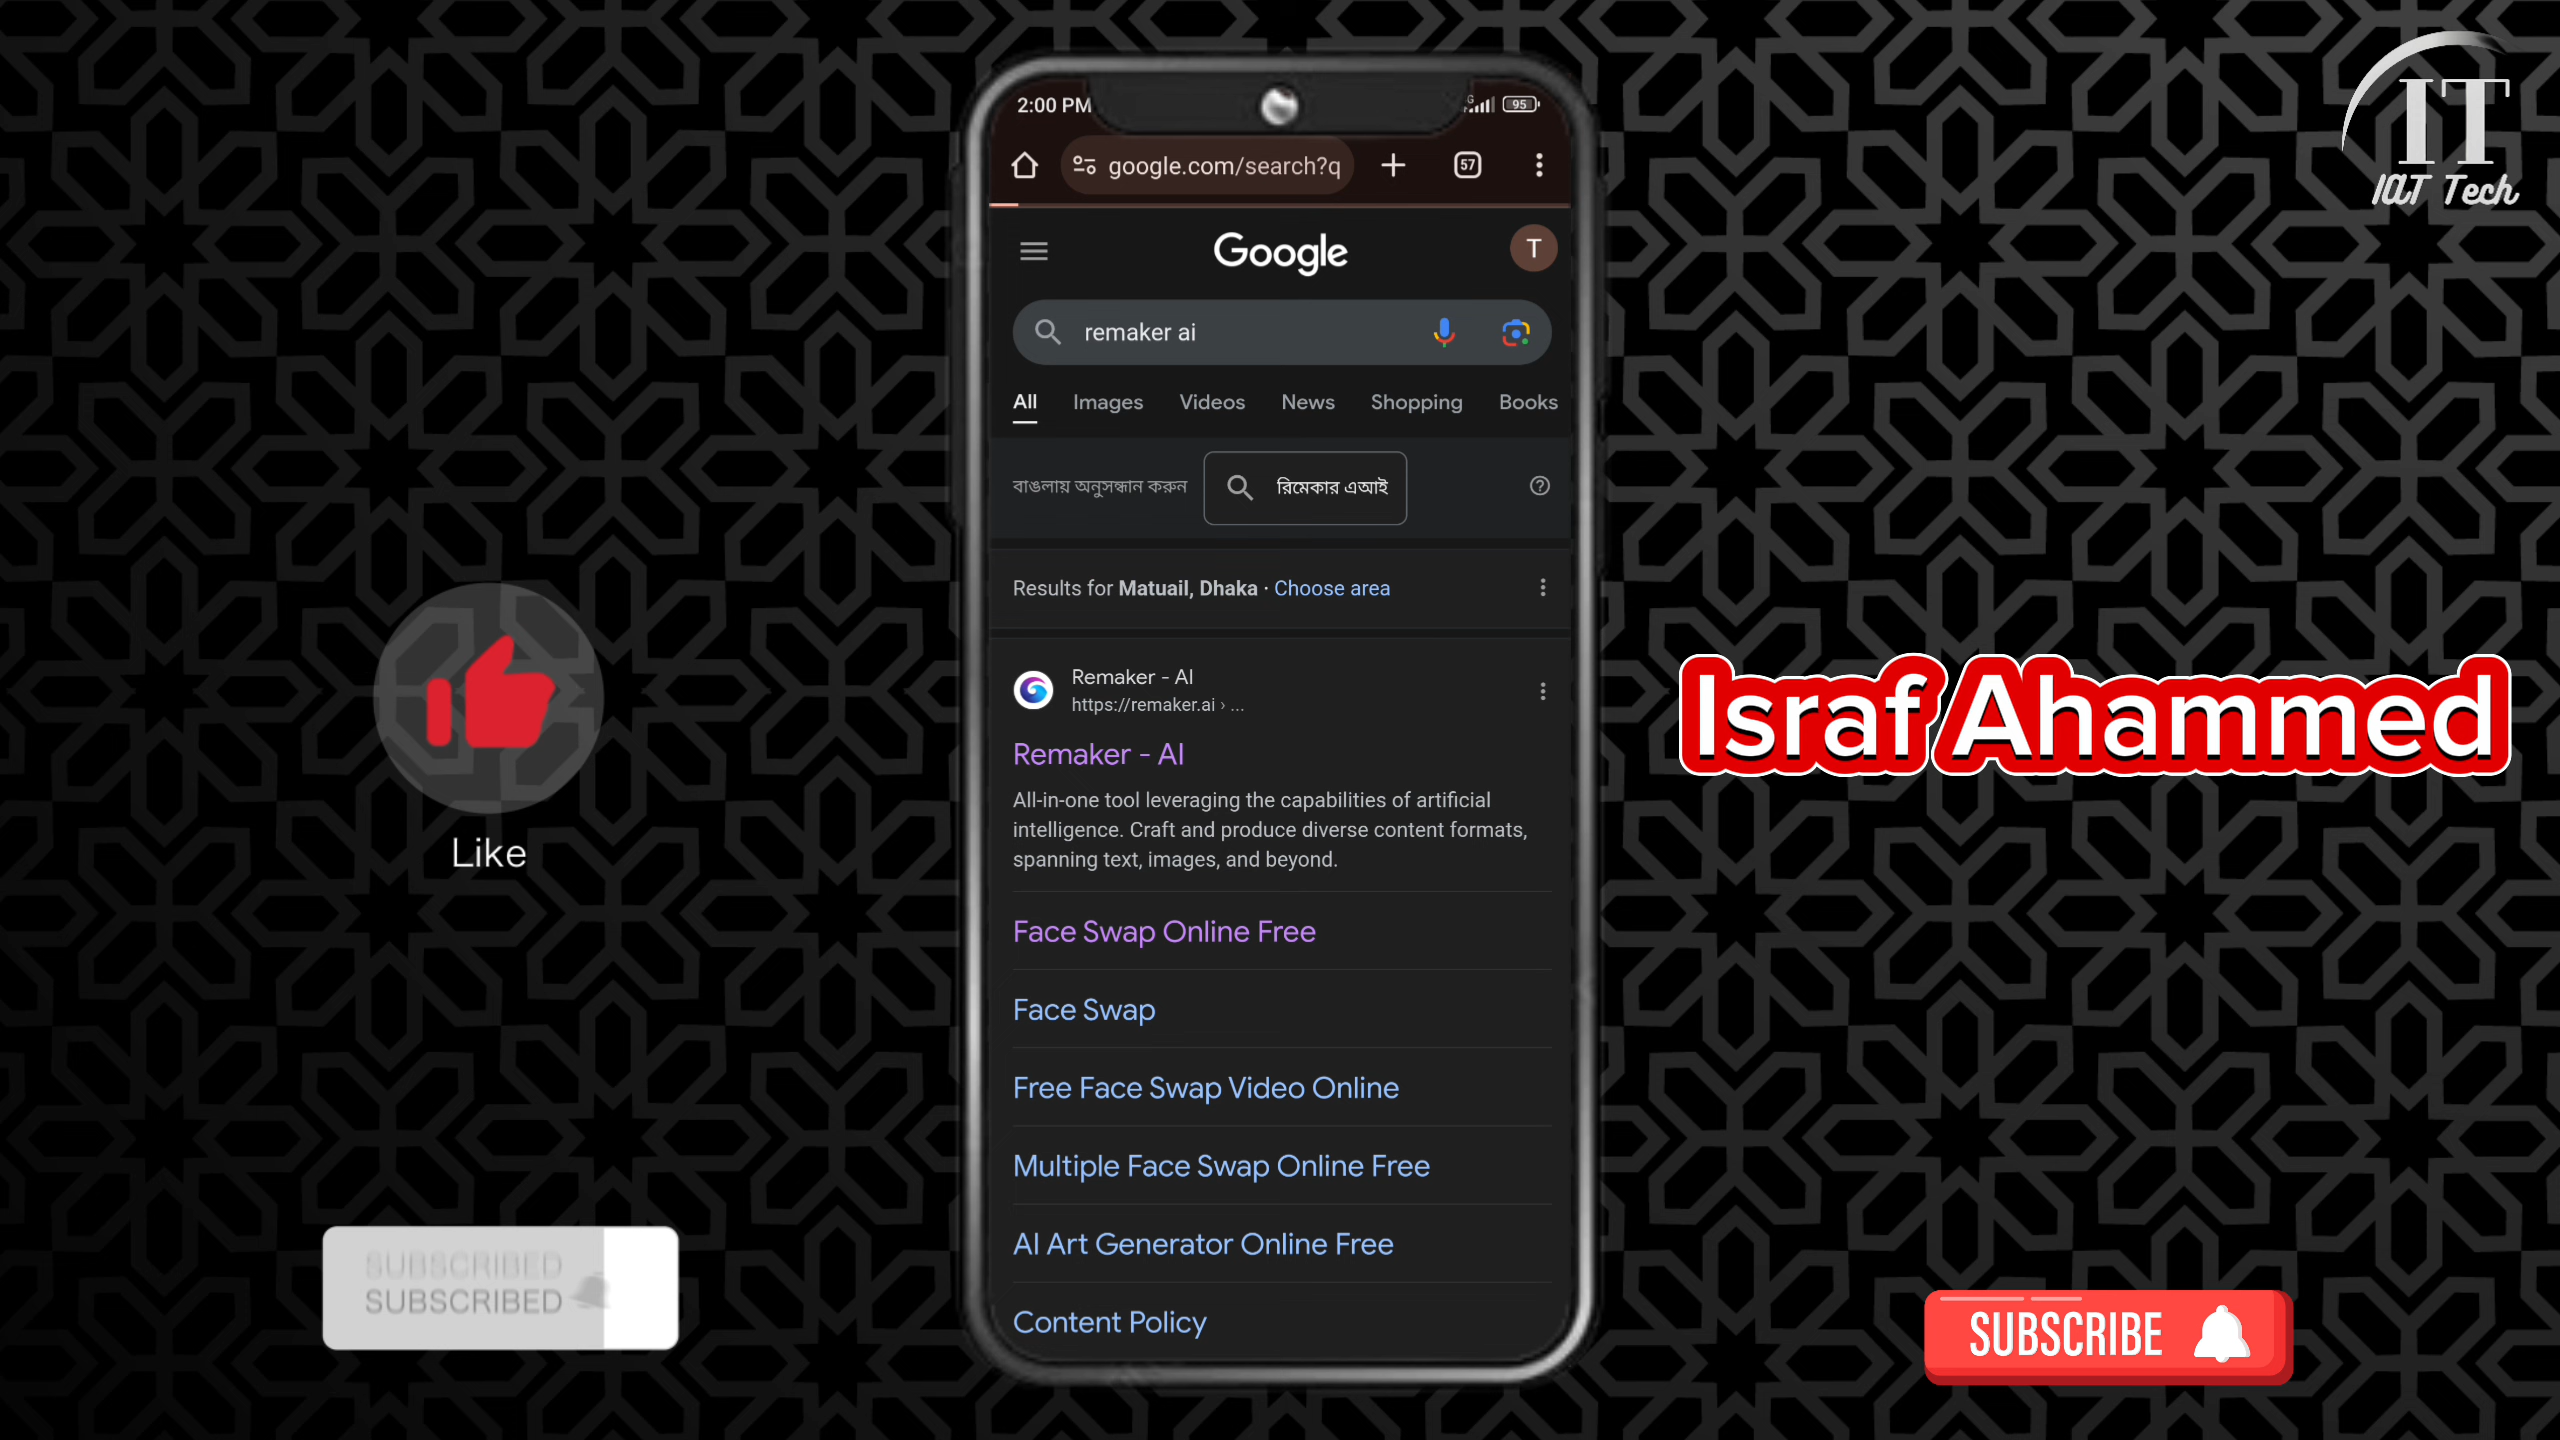 2:00 PM
G
95
google.com/search?q
57
Google
T
remaker ai
All Images Videos News Shopping Books
বাঙলায় অনুসন্ধান করুন
রিমেকার এআই
Results for Matuail, Dhaka · Choose area
Remaker - AI
https://remaker.ai › ...
Remaker - AI
All-in-one tool leveraging the capabilities of artificial
intelligence. Craft and produce diverse content formats,
spanning text, images, and beyond.
Face Swap Online Free
Face Swap
Free Face Swap Video Online
Multiple Face Swap Online Free
AI Art Generator Online Free
Content Policy
Like
SUBSCRIBED
SUBSCRIBED
IT
IAT Tech
Israf Ahammed
SUBSCRIBE